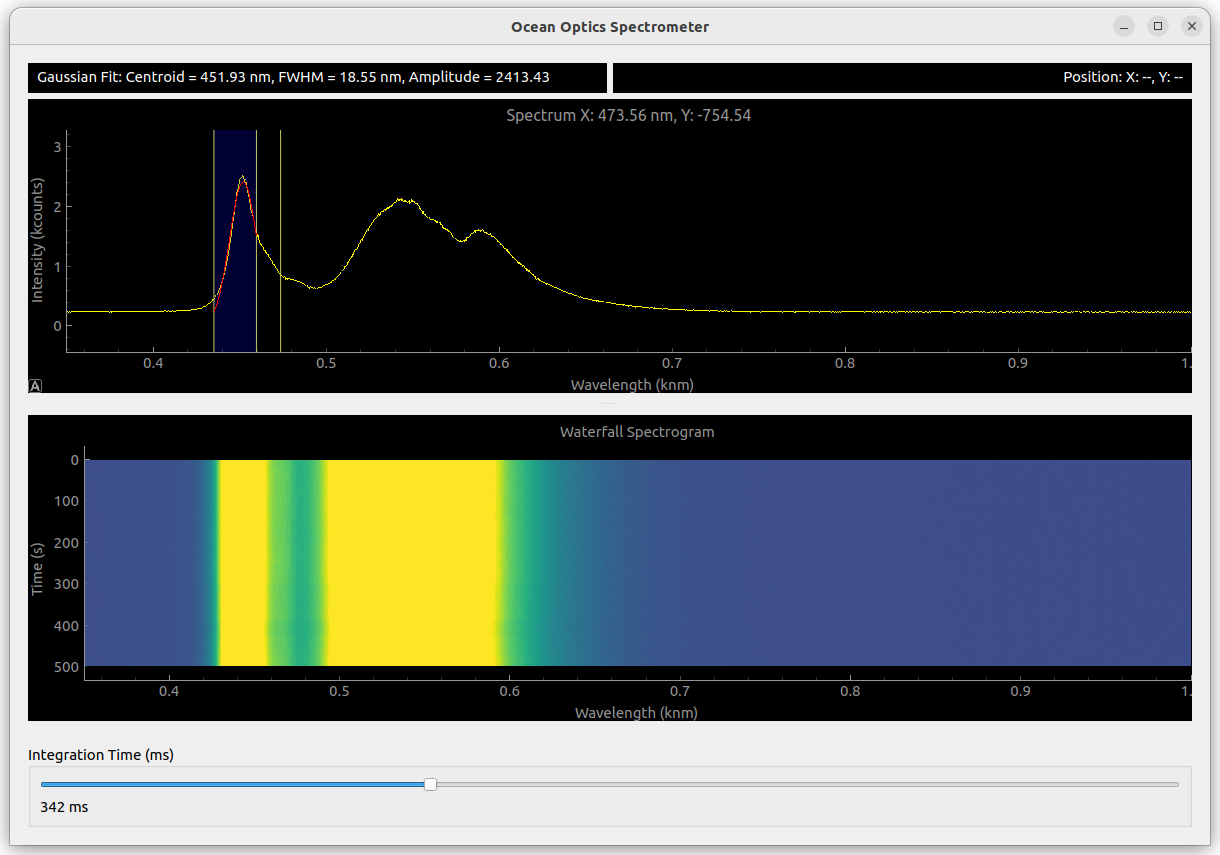 Ocean Optics Spectrometer
Gaussian Fit: Centroid = 451.93 nm, FWHM = 18.55 nm, Amplitude = 2413.43
Position: X: --, Y: --
Spectrum X: 473.56 nm, Y: -754.54
Intensity (kcounts)
3
2
1
0
0.4 0.5 0.6 0.7 0.8 0.9 1.
Wavelength (knm)
A
Waterfall Spectrogram
Time (s)
0
100
200
300
400
500
0.4 0.5 0.6 0.7 0.8 0.9 1.
Wavelength (knm)
Integration Time (ms)
342 ms